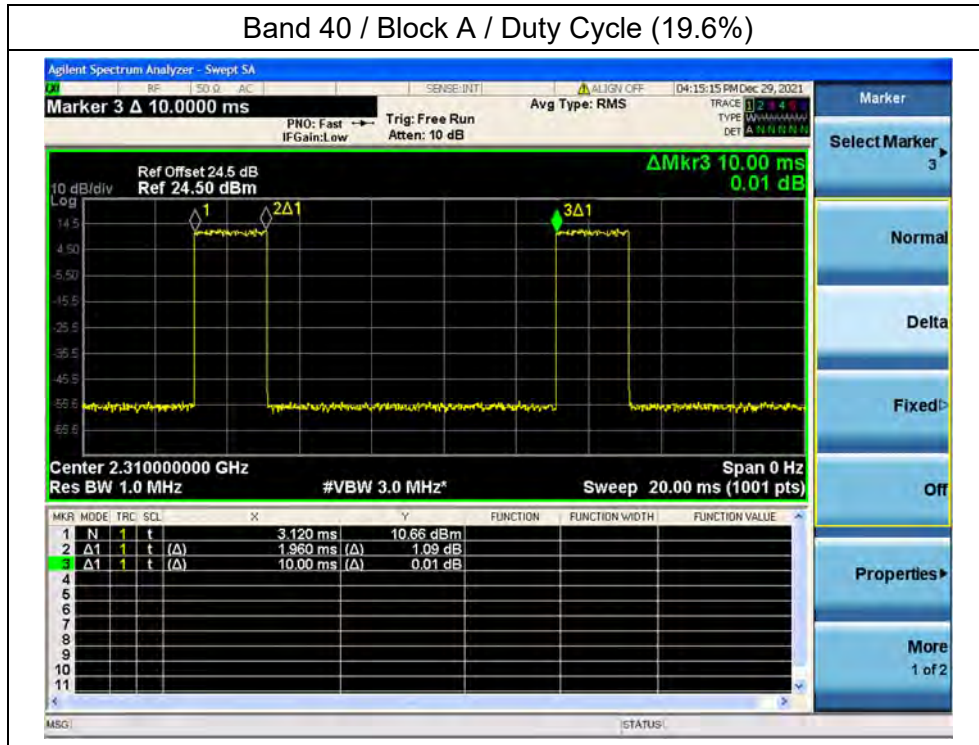 Band 40 / Block A / Duty Cycle (19.6%)
Agilent Spectrum Analyzer - Swept SA
RF 50 Ω AC SENSE:INT ALIGN OFF 04:15:15 PM Dec 29, 2021
Marker 3 Δ 10.0000 ms
PNO: Fast
IFGain:Low
Trig: Free Run
Atten: 10 dB
Avg Type: RMS
TRACE 1 2 3 4 5 6
TYPE
DET A N N N N N
ΔMkr3 10.00 ms
0.01 dB
Ref Offset 24.5 dB
10 dB/div Ref 24.50 dBm
Log
1 2Δ1 3Δ1
14.5
4.50
-5.50
-15.5
-25.5
-35.5
-45.5
-55.5
-65.5
Center 2.310000000 GHz Span 0 Hz
Res BW 1.0 MHz #VBW 3.0 MHz* Sweep 20.00 ms (1001 pts)
MKR MODE TRC SCL X Y FUNCTION FUNCTION WIDTH FUNCTION VALUE
1 N 1 t 3.120 ms 10.66 dBm
2 Δ1 1 t (Δ) 1.960 ms (Δ) 1.09 dB
3 Δ1 1 t (Δ) 10.00 ms (Δ) 0.01 dB
4
5
6
7
8
9
10
11
MSG STATUS
Marker
Select Marker
3
Normal
Delta
Fixed
Off
Properties
More
1 of 2